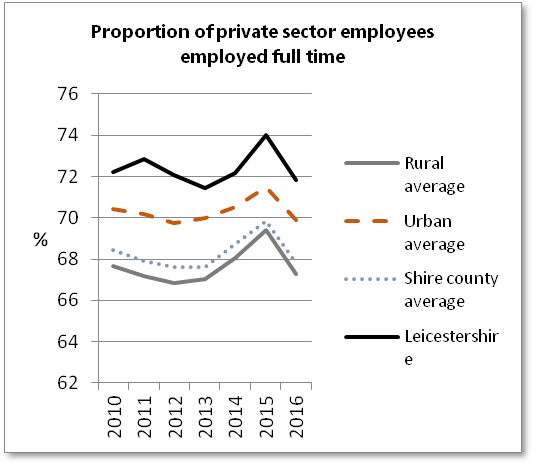 Proportion of private sector employees
employed full time
76
74
72
70
68
66
64
62
%
2010
2011
2012
2013
2014
2015
2016
Rural
average
Urban
average
Shire county
average
Leicestershir
e